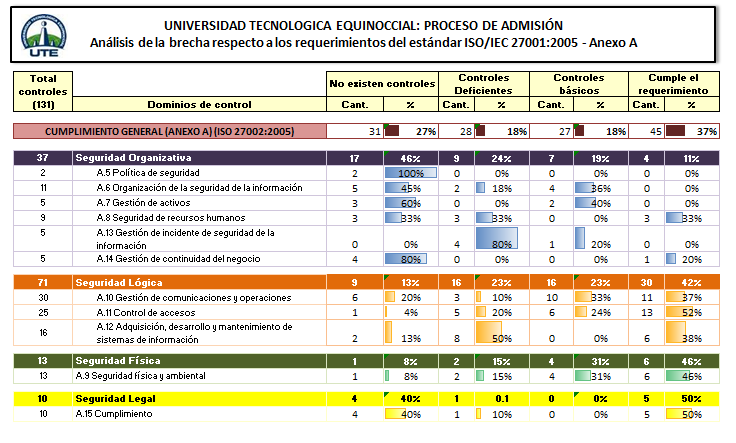 UTE
UNIVERSIDAD TECNOLOGICA EQUINOCCIAL: PROCESO DE ADMISIÓN
Análisis de la brecha respecto a los requerimientos del estándar ISO/IEC 27001:2005 - Anexo A
Total controles (131) Dominios de control No existen controles Controles Deficientes Controles básicos Cumple el requerimiento
Cant. % Cant. % Cant. % Cant. %
CUMPLIMIENTO GENERAL (ANEXO A) (ISO 27002:2005) 31 27% 28 18% 27 18% 45 37%
37 Seguridad Organizativa 17 46% 9 24% 7 19% 4 11%
2 A.5 Política de seguridad 2 100% 0 0% 0 0% 0 0%
11 A.6 Organización de la seguridad de la información 5 45% 2 18% 4 36% 0 0%
5 A.7 Gestión de activos 3 60% 0 0% 2 40% 0 0%
9 A.8 Seguridad de recursos humanos 3 33% 3 33% 0 0% 3 33%
5 A.13 Gestión de incidente de seguridad de la
información 0 0% 4 80% 1 20% 0 0%
5 A.14 Gestión de continuidad del negocio 4 80% 0 0% 0 0% 1 20%
71 Seguridad Lógica 9 13% 16 23% 16 23% 30 42%
30 A.10 Gestión de comunicaciones y operaciones 6 20% 3 10% 10 33% 11 37%
25 A.11 Control de accesos 1 4% 5 20% 6 24% 13 52%
16 A.12 Adquisición, desarrollo y mantenimiento de
sistemas de información 2 13% 8 50% 0 0% 6 38%
13 Seguridad Física 1 8% 2 15% 4 31% 6 46%
13 A.9 Seguridad física y ambiental 1 8% 2 15% 4 31% 6 46%
10 Seguridad Legal 4 40% 1 0.1 0 0% 5 50%
10 A.15 Cumplimiento 4 40% 1 10% 0 0% 5 50%